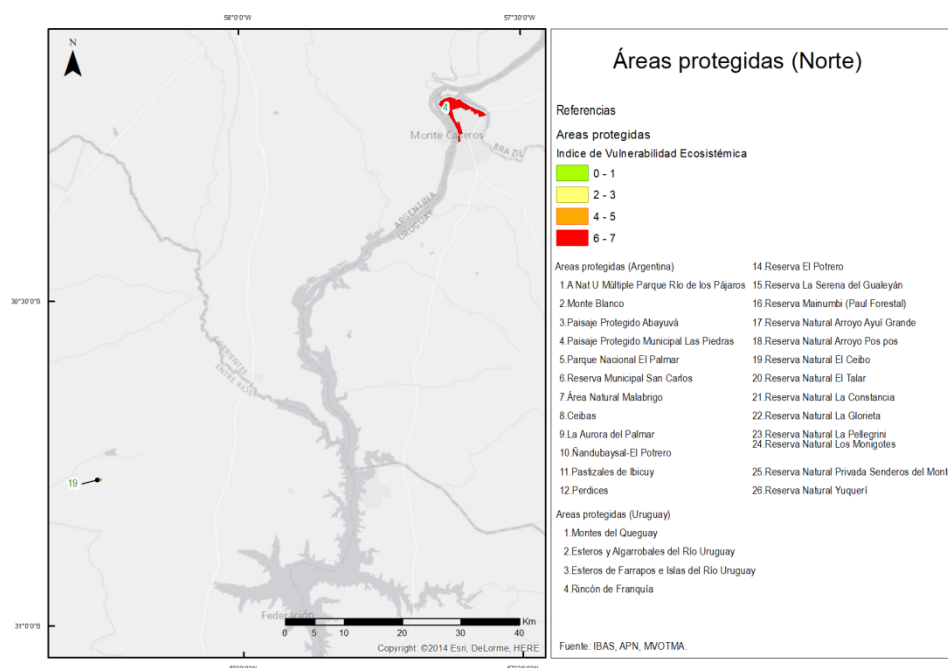 58°0'0"W
57°30'0"W
N
4
Monte Caseros
BRAZIL
ARGENTINA
URUGUAY
30°30'0"S
CORRIENTES
ENTRE RIOS
19
31°0'0"S
Federación
Km
0 5 10 20 30 40
Copyright: ©2014 Esri, DeLorme, HERE
Áreas protegidas (Norte)
Referencias
Areas protegidas
Indice de Vulnerabilidad Ecosistémica
0 - 1
2 - 3
4 - 5
6 - 7
Areas protegidas (Argentina)
1.A Nat U Múltiple Parque Río de los Pájaros
2.Monte Blanco
3.Paisaje Protegido Abayuvá
4.Paisaje Protegido Municipal Las Piedras
5.Parque Nacional El Palmar
6.Reserva Municipal San Carlos
7.Área Natural Malabrigo
8.Ceibas
9.La Aurora del Palmar
10.Ñandubaysal-El Potrero
11.Pastizales de Ibicuy
12.Perdices
14.Reserva El Potrero
15.Reserva La Serena del Gualeyán
16.Reserva Mainumbi (Paul Forestal)
17.Reserva Natural Arroyo Ayuí Grande
18.Reserva Natural Arroyo Pos pos
19.Reserva Natural El Ceibo
20.Reserva Natural El Talar
21.Reserva Natural La Constancia
22.Reserva Natural La Glorieta
23.Reserva Natural La Pellegrini
24.Reserva Natural Los Monigotes
25.Reserva Natural Privada Senderos del Mont
26.Reserva Natural Yuquerí
Areas protegidas (Uruguay)
1.Montes del Queguay
2.Esteros y Algarrobales del Río Uruguay
3.Esteros de Farrapos e Islas del Río Uruguay
4.Rincón de Franquía
Fuente: IBAS, APN, MVOTMA.